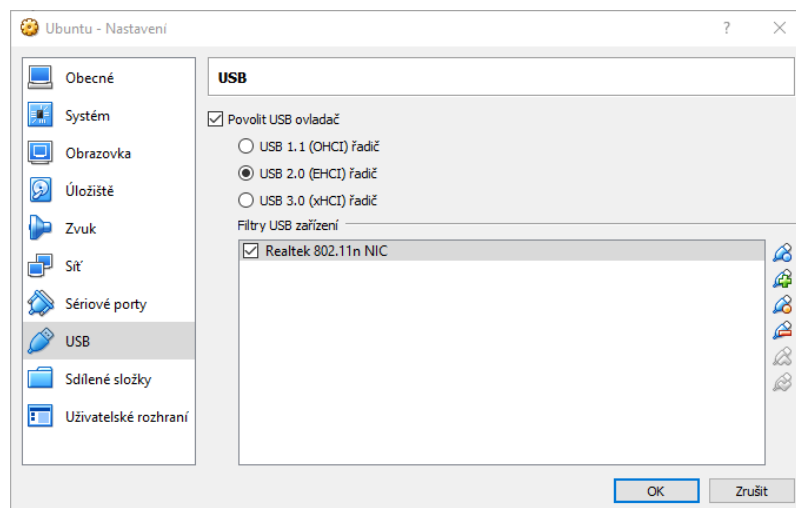 Ubuntu - Nastavení
?
Obecné
Systém
Obrazovka
Úložiště
Zvuk
Síť
Sériové porty
USB
Sdílené složky
Uživatelské rozhraní
USB
Povolit USB ovladač
USB 1.1 (OHCI) řadič
USB 2.0 (EHCI) řadič
USB 3.0 (xHCI) řadič
Filtry USB zařízení
Realtek 802.11n NIC
OK
Zrušit